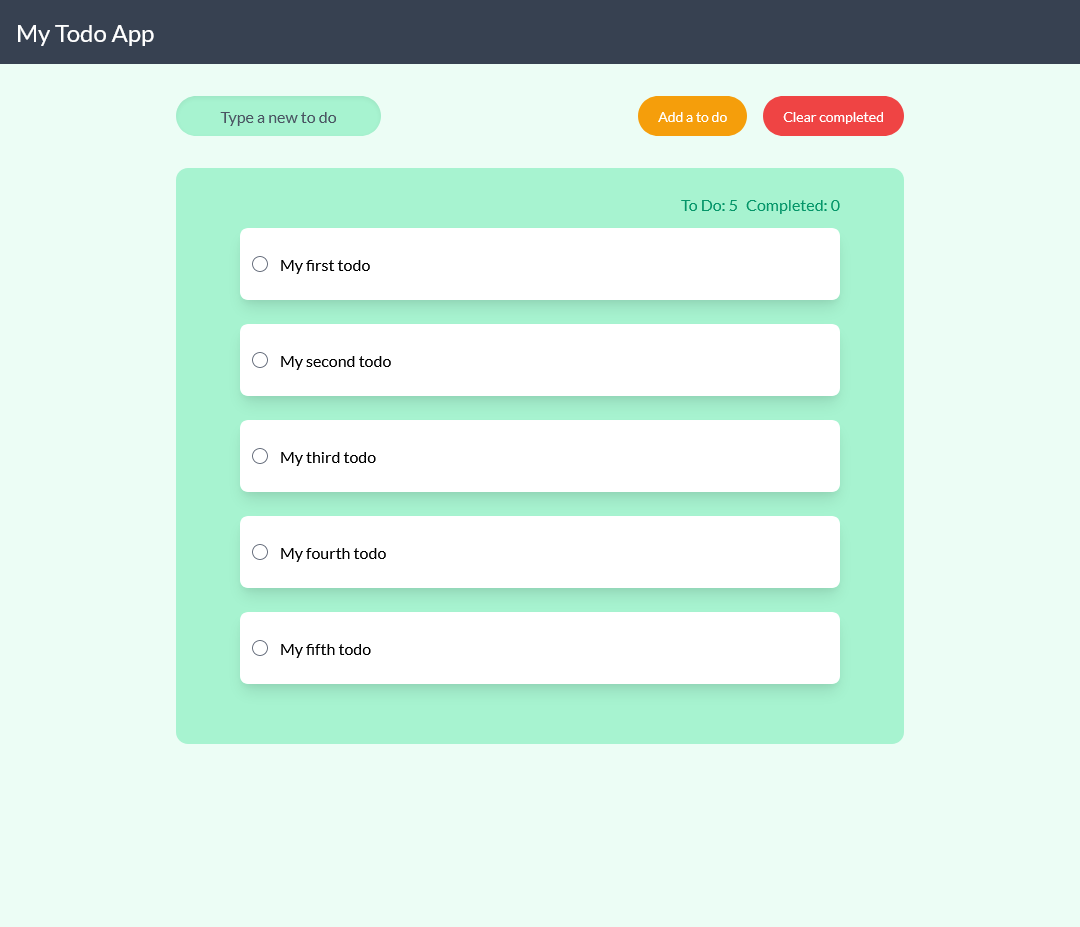 My Todo App
Type a new to do
Add a to do
Clear completed
To Do: 5 Completed: 0
My first todo
My second todo
My third todo
My fourth todo
My fifth todo